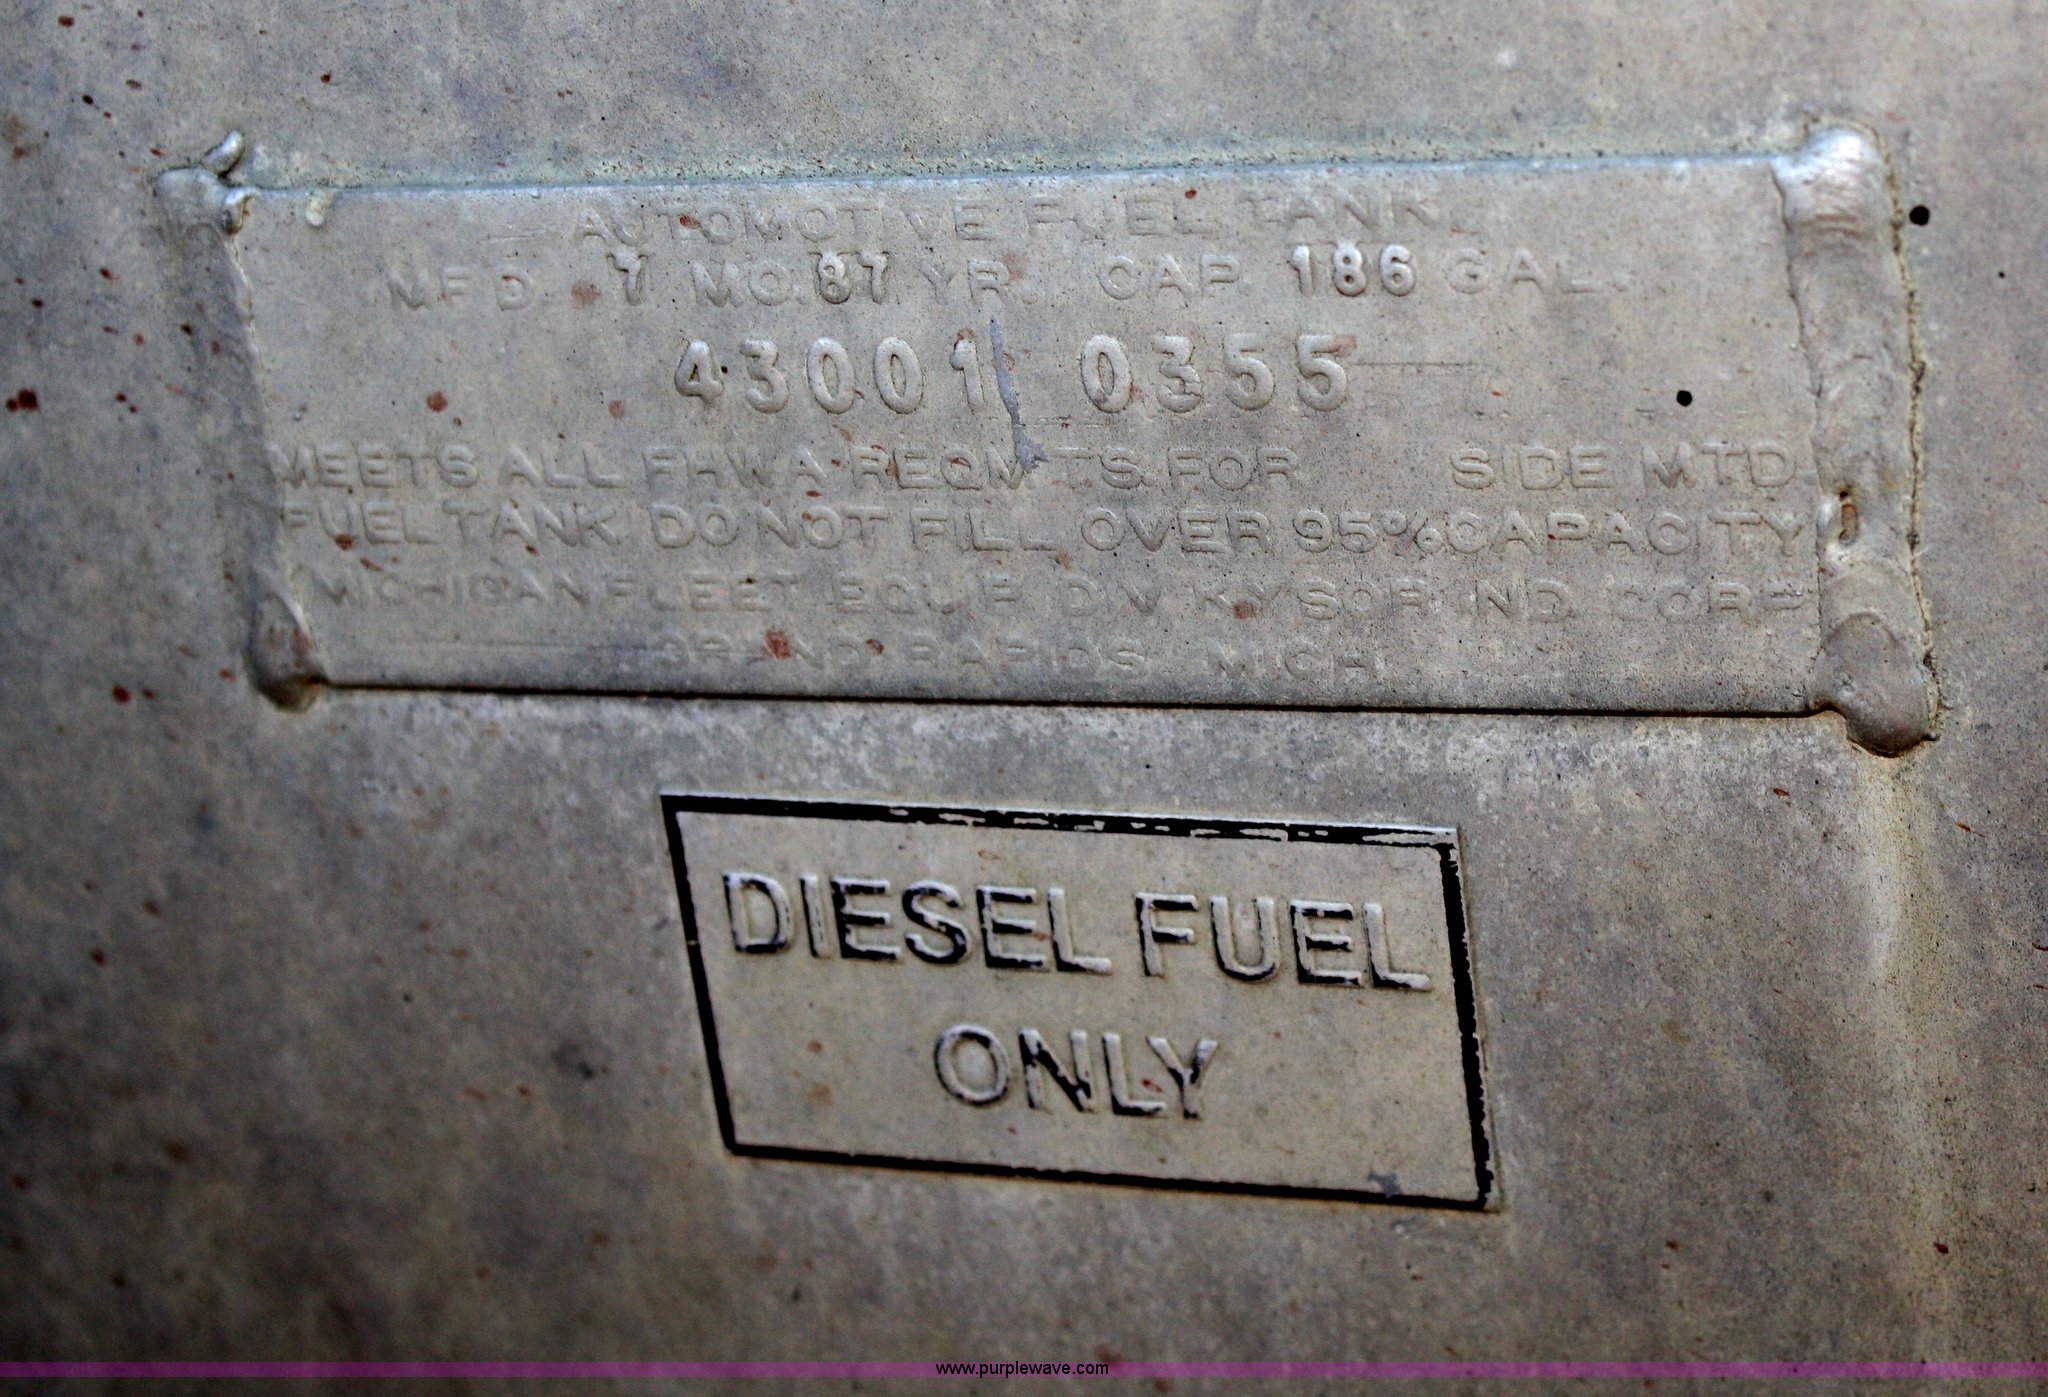 AUTOMOTIVE FUEL TANK
MFD. 7 MO. 87 YR. CAP. 186 GAL.
43001 0355
MEETS ALL FHWA REQM'TS. FOR SIDE MTD.
FUEL TANK DO NOT FILL OVER 95% CAPACITY
MICHIGAN FLEET EQUIP. DIV. KYSOR IND. CORP.
GRAND RAPIDS MICH.
DIESEL FUEL
ONLY
www.purplewave.com